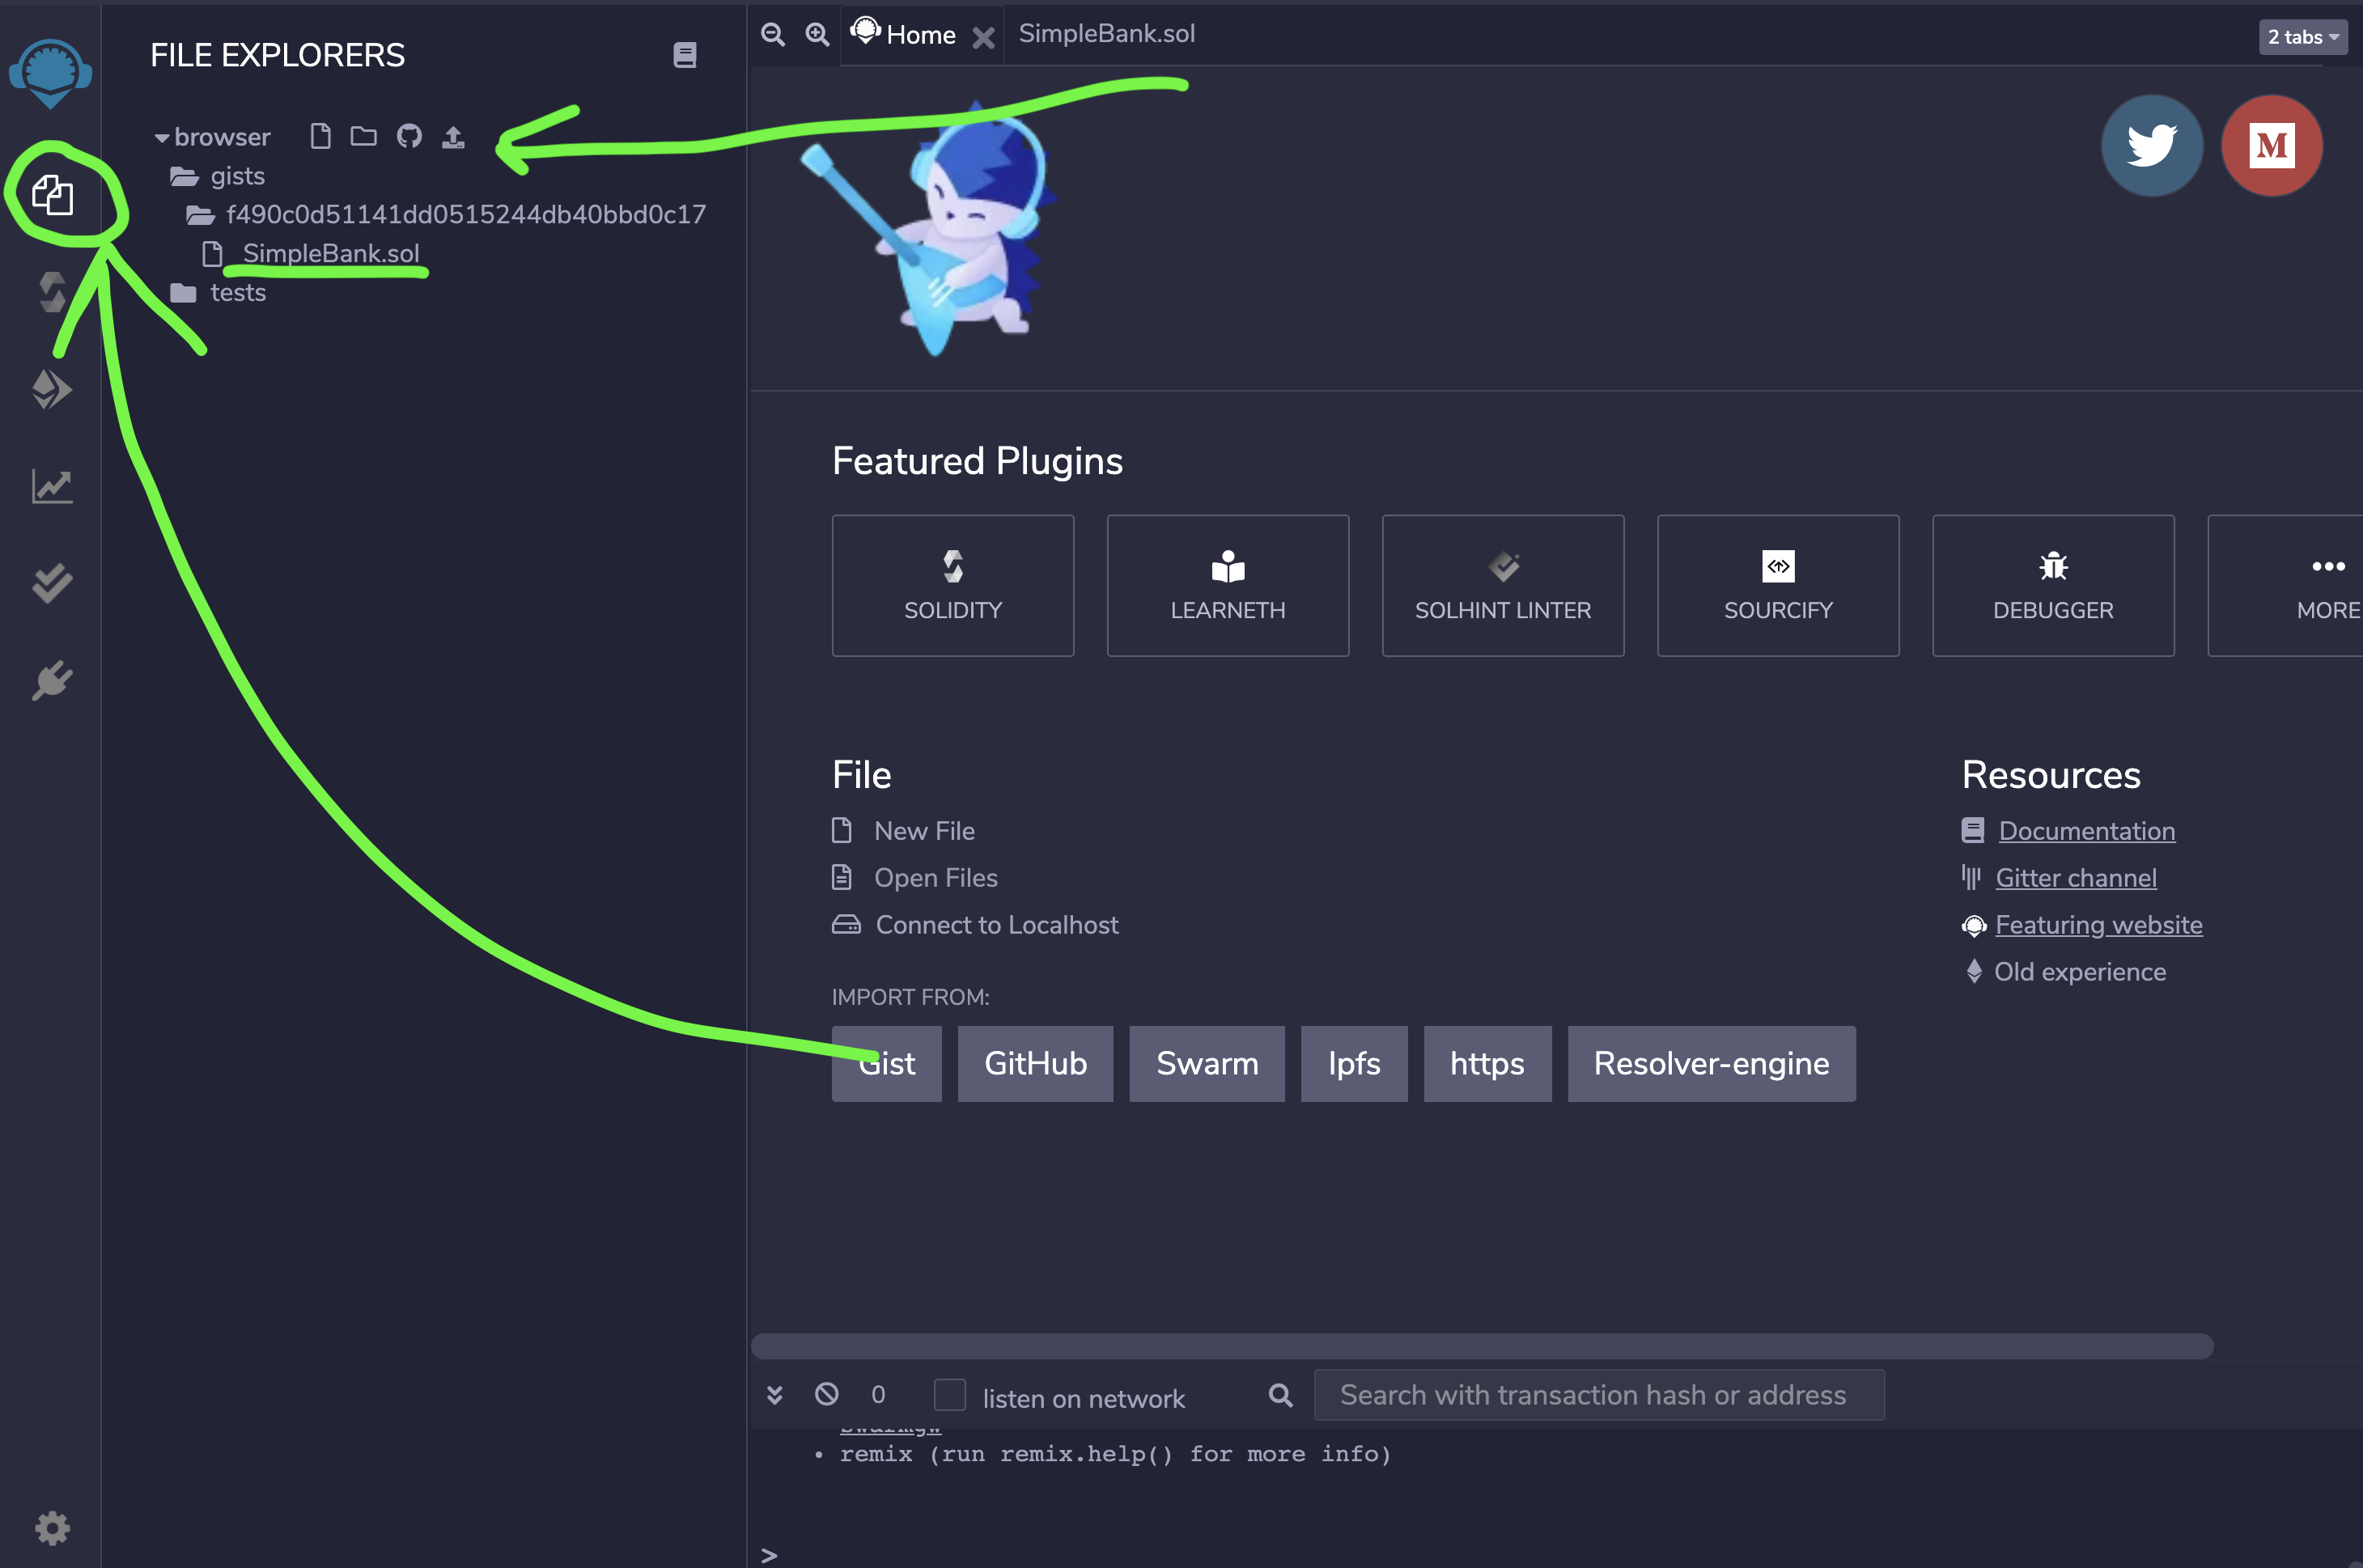 FILE EXPLORERS
browser
gists
f490c0d51141dd0515244db40bbd0c17
SimpleBank.sol
tests
Home
SimpleBank.sol
2 tabs
M
Featured Plugins
SOLIDITY
LEARNETH
SOLHINT LINTER
SOURCIFY
DEBUGGER
MORE
File
New File
Open Files
Connect to Localhost
IMPORT FROM:
Gist
GitHub
Swarm
Ipfs
https
Resolver-engine
Resources
Documentation
Gitter channel
Featuring website
Old experience
0
listen on network
Search with transaction hash or address
swarmgw
• remix (run remix.help() for more info)
>